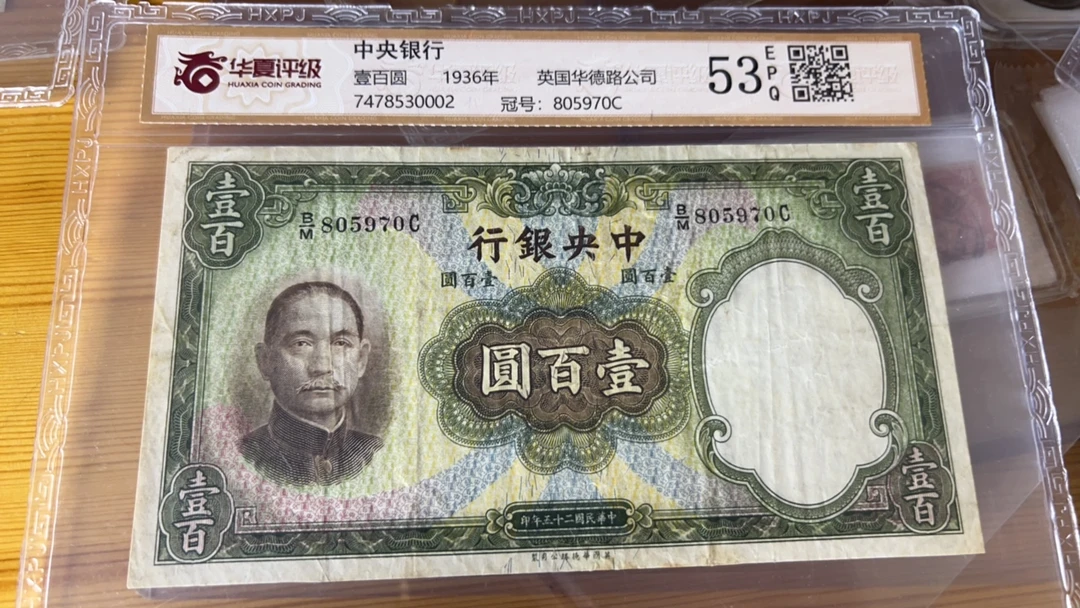 HXPJ
HXPJ
HXPJ
华夏评级
HUAXIA COIN GRADING
中央银行
壹百圆 1936年 英国华德路公司
7478530002 冠号：805970C
53 EPQ
壹百
壹百
B/M 805970C
B/M 805970C
行銀央中
圓百壹
圓百壹
圓百壹
壹百
壹百
印年五十二國民華中